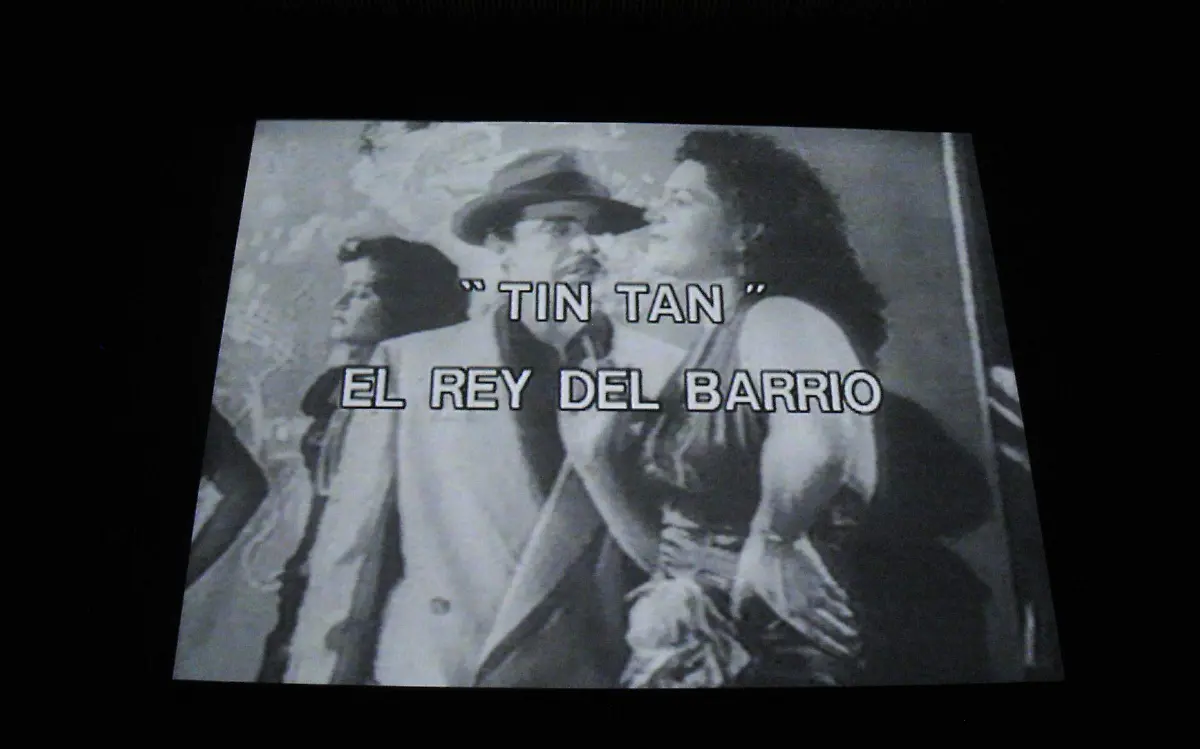 " TIN TAN "
EL REY DEL BARRIO